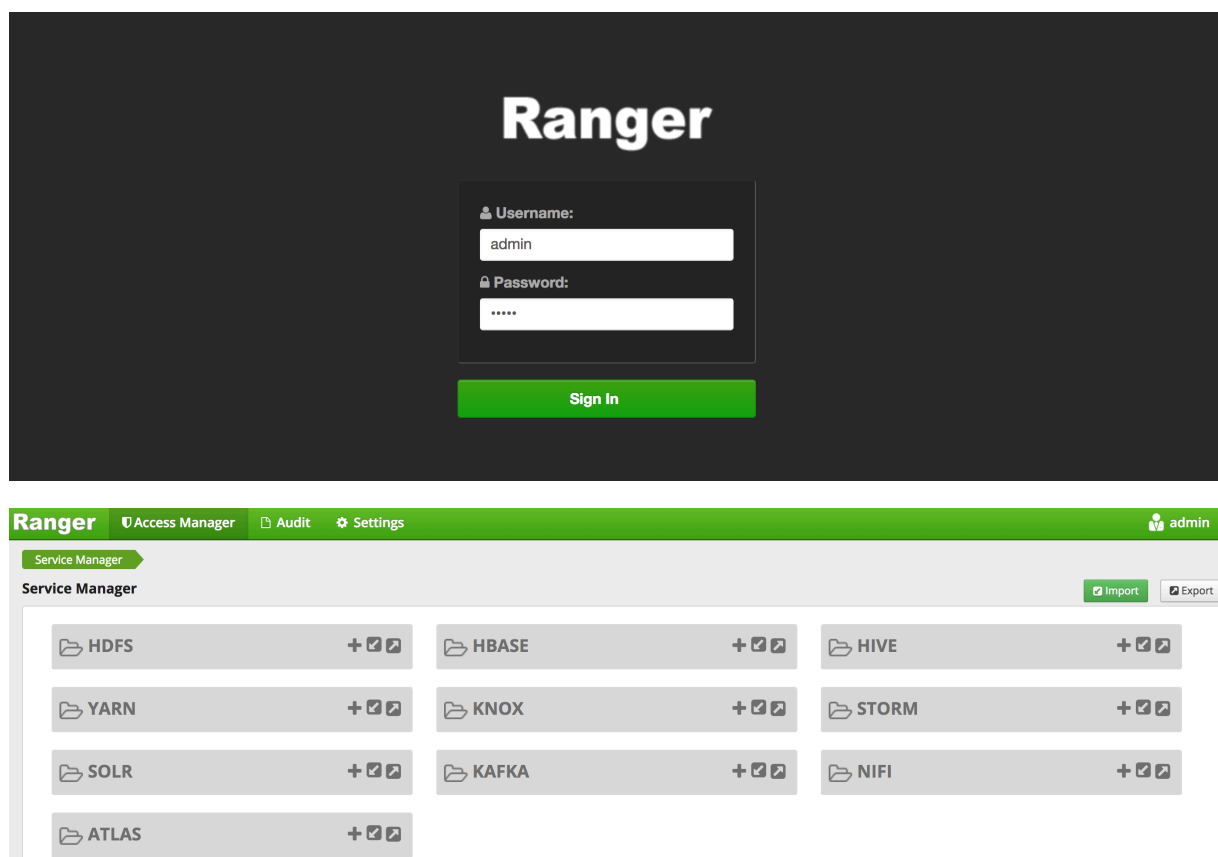 Ranger
Username:
admin
Password:
•••••
Sign In
Ranger Access Manager Audit Settings admin
Service Manager
Service Manager Import Export
HDFS HBASE HIVE
YARN KNOX STORM
SOLR KAFKA NIFI
ATLAS